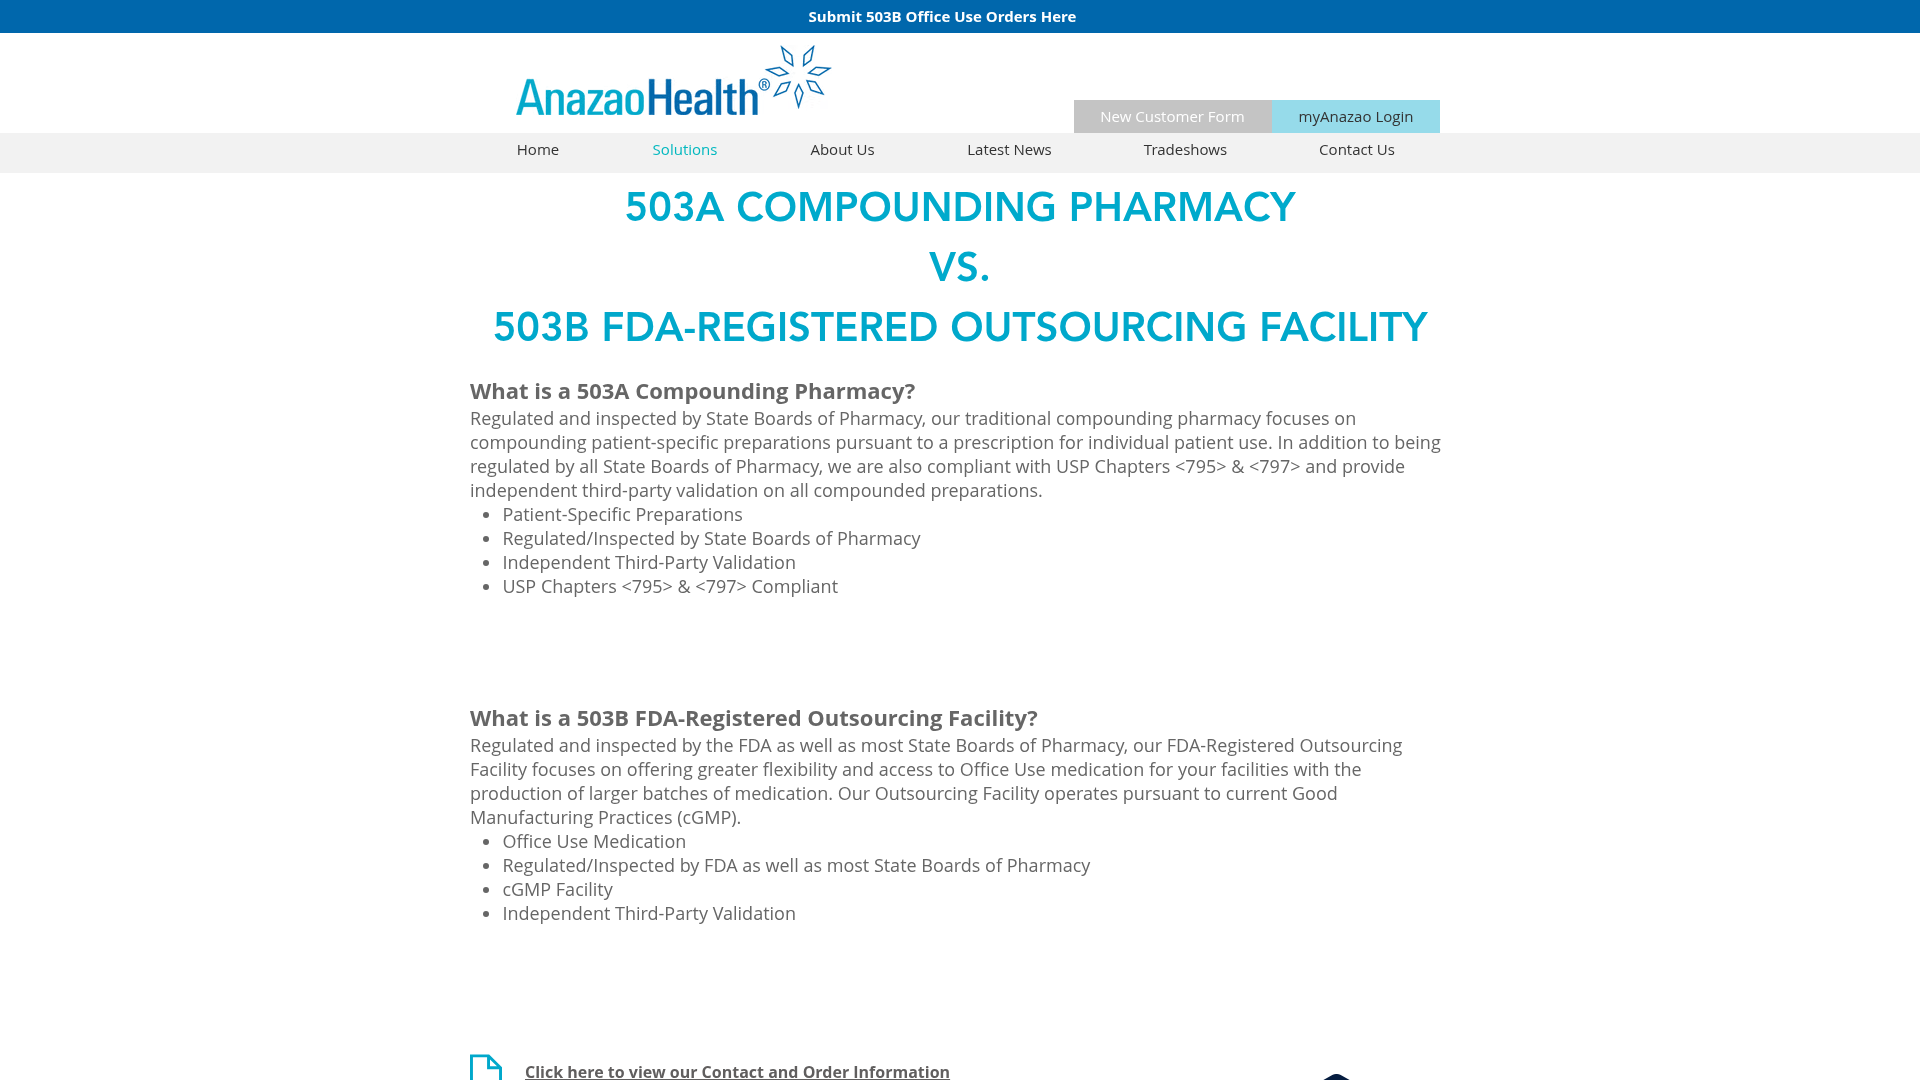 Submit 503B Office Use Orders Here
AnazaoHealth®
New Customer Form
myAnazao Login
Home
Solutions
About Us
Latest News
Tradeshows
Contact Us
503A COMPOUNDING PHARMACY
VS.
503B FDA-REGISTERED OUTSOURCING FACILITY
What is a 503A Compounding Pharmacy?
Regulated and inspected by State Boards of Pharmacy, our traditional compounding pharmacy focuses on
compounding patient-specific preparations pursuant to a prescription for individual patient use. In addition to being
regulated by all State Boards of Pharmacy, we are also compliant with USP Chapters <795> & <797> and provide
independent third-party validation on all compounded preparations.
• Patient-Specific Preparations
• Regulated/Inspected by State Boards of Pharmacy
• Independent Third-Party Validation
• USP Chapters <795> & <797> Compliant
What is a 503B FDA-Registered Outsourcing Facility?
Regulated and inspected by the FDA as well as most State Boards of Pharmacy, our FDA-Registered Outsourcing
Facility focuses on offering greater flexibility and access to Office Use medication for your facilities with the
production of larger batches of medication. Our Outsourcing Facility operates pursuant to current Good
Manufacturing Practices (cGMP).
• Office Use Medication
• Regulated/Inspected by FDA as well as most State Boards of Pharmacy
• cGMP Facility
• Independent Third-Party Validation
Click here to view our Contact and Order Information